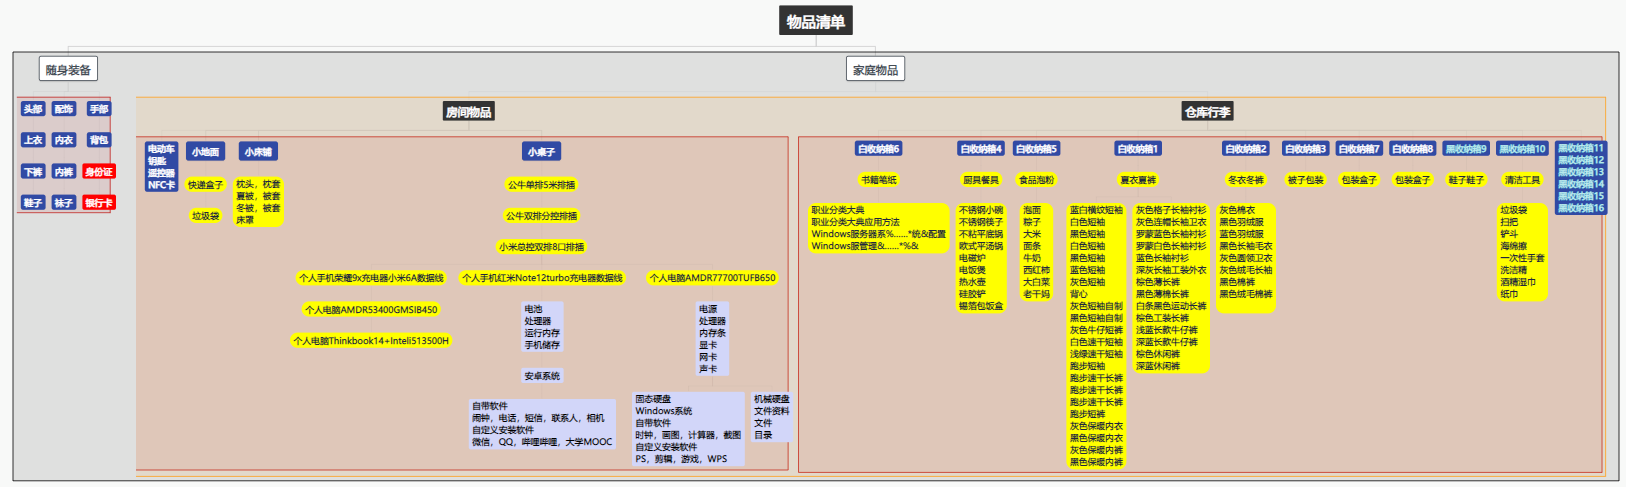 物品清单
随身装备
家庭物品
头部
配饰
手部
上衣
内衣
背包
下裤
内裤
身份证
鞋子
袜子
银行卡
房间物品
电动车
钥匙
遥控器
NFC卡
小地面
快递盒子
垃圾袋
小床铺
枕头，枕套
夏被，被套
冬被，被套
床罩
小桌子
公牛单排5米排插
公牛双排分控排插
小米总控双排8口排插
个人手机荣耀9x充电器小米6A数据线
个人电脑AMDR53400GMSIB450
个人电脑Thinkbook14+Inteli513500H
个人手机红米Note12turbo充电器数据线
电池
处理器
运行内存
手机储存
安卓系统
自带软件
闹钟，电话，短信，联系人，相机
自定义安装软件
微信，QQ，哔哩哔哩，大学MOOC
个人电脑AMDR77700TUFB650
电源
处理器
内存条
显卡
网卡
声卡
固态硬盘
Windows系统
自带软件
时钟，画图，计算器，截图
自定义安装软件
PS，剪辑，游戏，WPS
机械硬盘
文件资料
文件
目录
仓库行李
白收纳箱6
书籍笔纸
职业分类大典
职业分类大典应用方法
Windows服务器系%......*统&配置
Windows服管理&......*%&
白收纳箱4
厨具餐具
不锈钢小碗
不锈钢筷子
不粘平底锅
欧式平汤锅
电磁炉
电饭煲
热水壶
硅胶铲
锡箔包饭盒
白收纳箱5
食品泡粉
泡面
粽子
大米
面条
牛奶
西红柿
大白菜
老干妈
白收纳箱1
夏衣夏裤
蓝白横纹短袖
白色短袖
黑色短袖
白色短袖
黑色短袖
蓝色短袖
灰色短袖
背心
灰色短袖自制
黑色短袖自制
灰色牛仔短裤
白色速干短袖
浅绿速干短袖
跑步短袖
跑步速干长裤
跑步速干长裤
跑步速干长裤
跑步短裤
灰色保暖内衣
黑色保暖内衣
灰色保暖内裤
黑色保暖内裤
灰色格子长袖衬衫
灰色连帽长袖卫衣
罗蒙蓝色长袖衬衫
罗蒙白色长袖衬衫
蓝色长袖衬衫
深灰长袖工装外衣
棕色薄长裤
黑色薄棉长裤
白条黑色运动长裤
棕色工装长裤
浅蓝长款牛仔裤
深蓝长款牛仔裤
棕色休闲裤
深蓝休闲裤
白收纳箱2
冬衣冬裤
灰色棉衣
黑色羽绒服
蓝色羽绒服
黑色长袖毛衣
灰色圆领卫衣
灰色绒毛长袖
黑色棉裤
黑色绒毛棉裤
白收纳箱3
被子包装
白收纳箱7
包装盒子
白收纳箱8
包装盒子
黑收纳箱9
鞋子鞋子
黑收纳箱10
清洁工具
垃圾袋
扫把
铲斗
海绵擦
一次性手套
洗洁精
酒精湿巾
纸巾
黑收纳箱11
黑收纳箱12
黑收纳箱13
黑收纳箱14
黑收纳箱15
黑收纳箱16